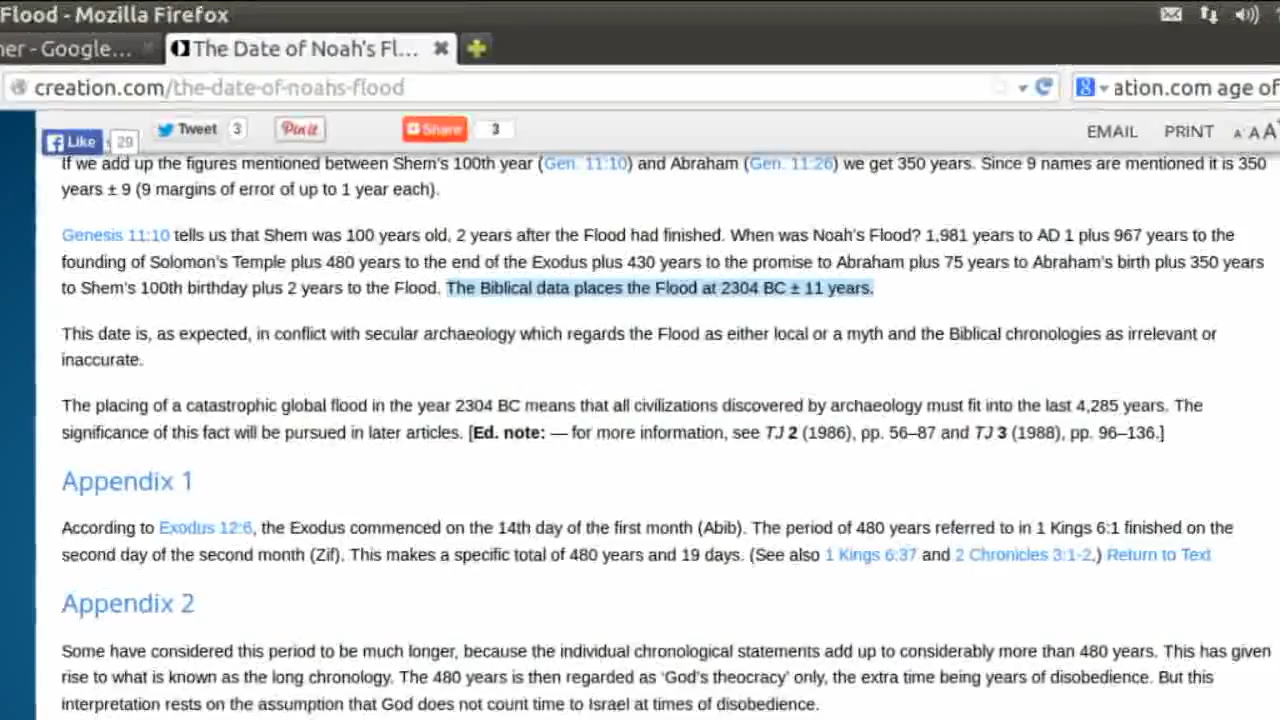 Flood - Mozilla Firefox
ner - Google...
The Date of Noah's Fl...
creation.com/the-date-of-noahs-flood
ation.com age of
Like 29 Tweet 3 Pin it Share 3 EMAIL PRINT A A A+
If we add up the figures mentioned between Shem's 100th year (Gen. 11:10) and Abraham (Gen. 11:26) we get 350 years. Since 9 names are mentioned it is 350
years ± 9 (9 margins of error of up to 1 year each).
Genesis 11:10 tells us that Shem was 100 years old, 2 years after the Flood had finished. When was Noah's Flood? 1,981 years to AD 1 plus 967 years to the
founding of Solomon's Temple plus 480 years to the end of the Exodus plus 430 years to the promise to Abraham plus 75 years to Abraham's birth plus 350 years
to Shem's 100th birthday plus 2 years to the Flood. The Biblical data places the Flood at 2304 BC ± 11 years.
This date is, as expected, in conflict with secular archaeology which regards the Flood as either local or a myth and the Biblical chronologies as irrelevant or
inaccurate.
The placing of a catastrophic global flood in the year 2304 BC means that all civilizations discovered by archaeology must fit into the last 4,285 years. The
significance of this fact will be pursued in later articles. [Ed. note: — for more information, see TJ 2 (1986), pp. 56–87 and TJ 3 (1988), pp. 96–136.]
Appendix 1
According to Exodus 12:6, the Exodus commenced on the 14th day of the first month (Abib). The period of 480 years referred to in 1 Kings 6:1 finished on the
second day of the second month (Zif). This makes a specific total of 480 years and 19 days. (See also 1 Kings 6:37 and 2 Chronicles 3:1-2.) Return to Text
Appendix 2
Some have considered this period to be much longer, because the individual chronological statements add up to considerably more than 480 years. This has given
rise to what is known as the long chronology. The 480 years is then regarded as 'God's theocracy' only, the extra time being years of disobedience. But this
interpretation rests on the assumption that God does not count time to Israel at times of disobedience.